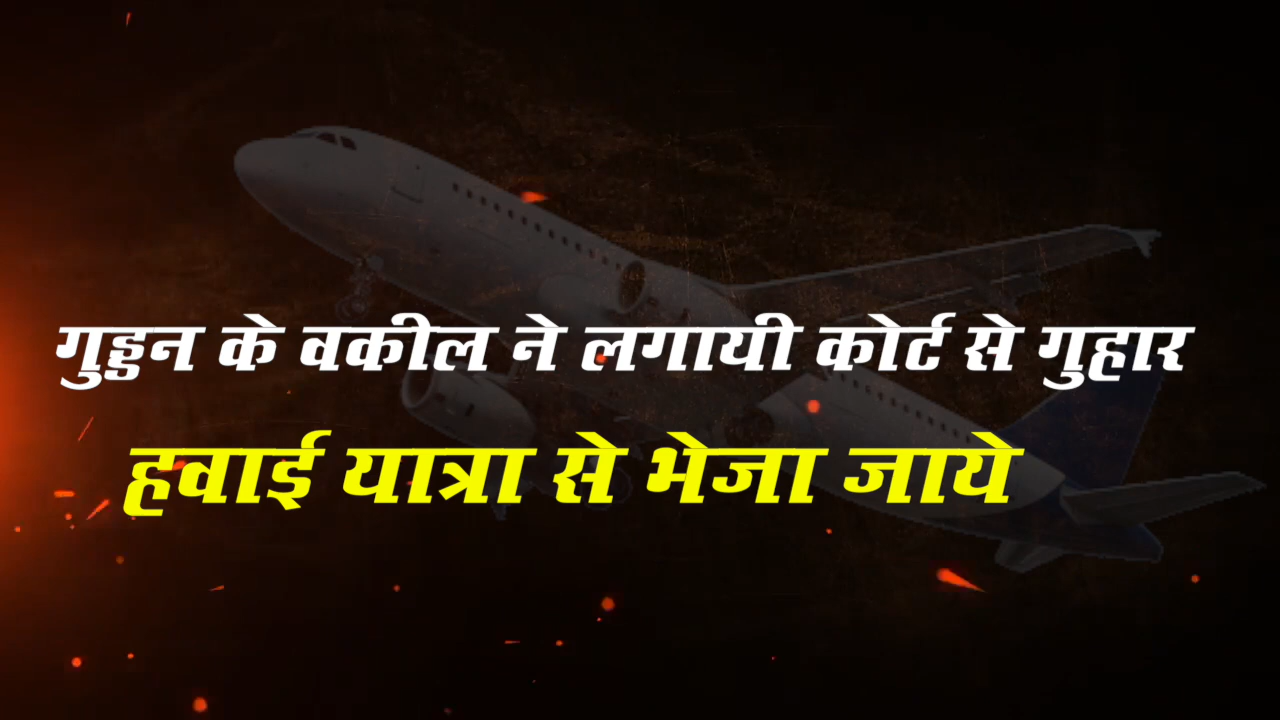 गुड्डन के वकील ने लगायी कोर्ट से गुहार
हवाई यात्रा से भेजा जाये